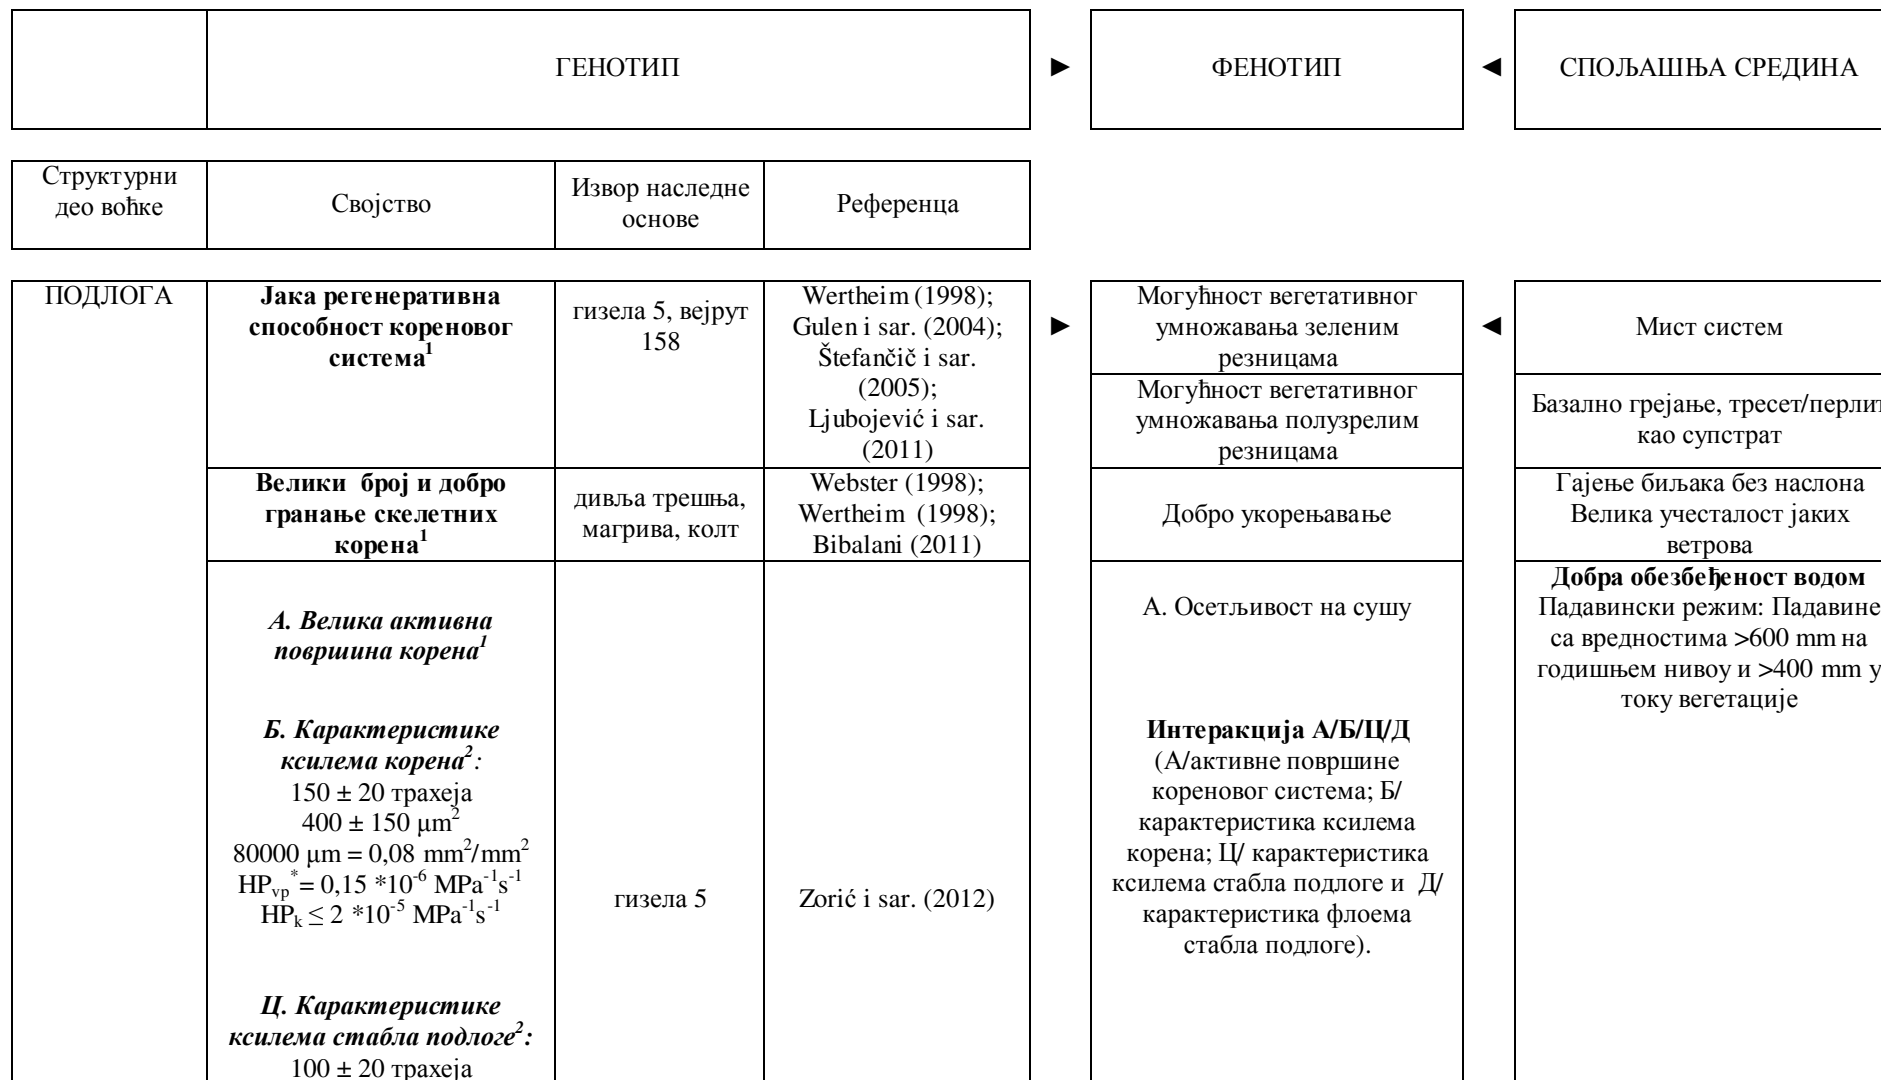 ГЕНОТИП
►
ФЕНОТИП
◄
СПОЉАШЊА СРЕДИНА
Структурни
део воћке
Својство
Извор наследне
основе
Референца
ПОДЛОГА
Јака регенеративна
способност кореновог
система1
гизела 5, вејрут
158
Wertheim (1998);
Gulen i sar. (2004);
Štefančič i sar.
(2005);
Ljubojević i sar.
(2011)
►
Могућност вегетативног
умножавања зеленим
резницама
◄
Мист систем
Могућност вегетативног
умножавања полузрелим
резницама
Базално грејање, тресет/перлит
као супстрат
Велики број и добро
гранање скелетних
корена1
дивља трешња,
магрива, колт
Webster (1998);
Wertheim (1998);
Bibalani (2011)
Добро укорењавање
Гајење биљака без наслона
Велика учесталост јаких
ветрова
А. Велика активна
површина корена1
Б. Карактеристике
ксилема корена2:
150 ± 20 трахеја
400 ± 150 µm2
80000 µm = 0,08 mm2/mm2
HPvp*= 0,15 *10-6 MPa-1s-1
HPk ≤ 2 *10-5 MPa-1s-1
Ц. Карактеристике
ксилема стабла подлоге2:
100 ± 20 трахеја
гизела 5
Zorić i sar. (2012)
А. Осетљивост на сушу
Интеракција А/Б/Ц/Д
(А/активне површине
кореновог система; Б/
карактеристика ксилема
корена; Ц/ карактеристика
ксилема стабла подлоге и Д/
карактеристика флоема
стабла подлоге).
Добра обезбеђеност водом
Падавински режим: Падавине
са вредностима >600 mm на
годишњем нивоу и >400 mm у
току вегетације